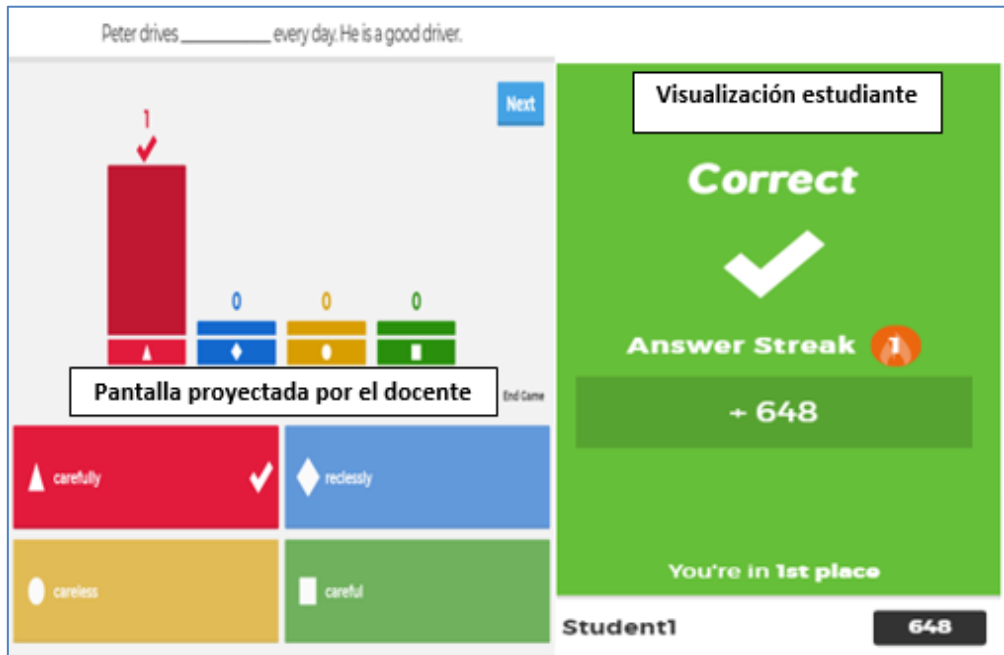 Peter drives __________ every day. He is a good driver.
Next
1
0
0
0
Pantalla proyectada por el docente
End Game
carefully
reclessly
careless
careful
Visualización estudiante
Correct
Answer Streak 1
+ 648
You're in 1st place
Student1
648